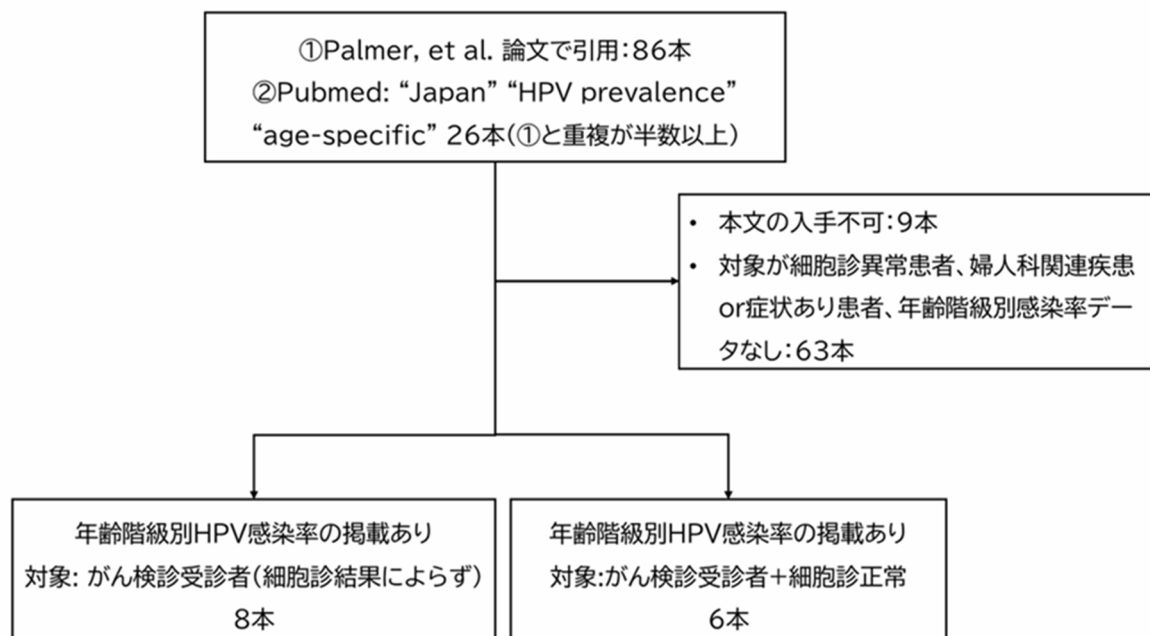 ①Palmer, et al. 論文で引用：86本
②Pubmed: “Japan” “HPV prevalence”
“age-specific” 26本（①と重複が半数以上）
• 本文の入手不可：9本
• 対象が細胞診異常患者、婦人科関連疾患
or症状あり患者、年齢階級別感染率デー
タなし：63本
年齢階級別HPV感染率の掲載あり
対象: がん検診受診者（細胞診結果によらず）
8本
年齢階級別HPV感染率の掲載あり
対象:がん検診受診者＋細胞診正常
6本